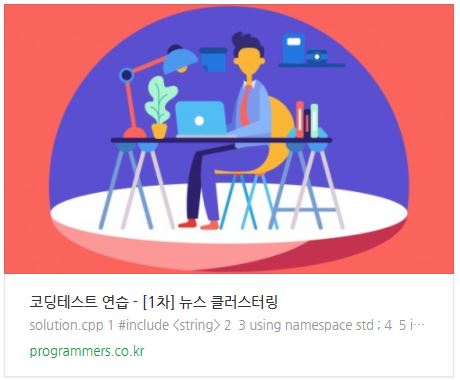 코딩테스트 연습 - [1차] 뉴스 클러스터링
solution.cpp 1 #include <string> 2 3 using namespace std ; 4 5 i…
programmers.co.kr